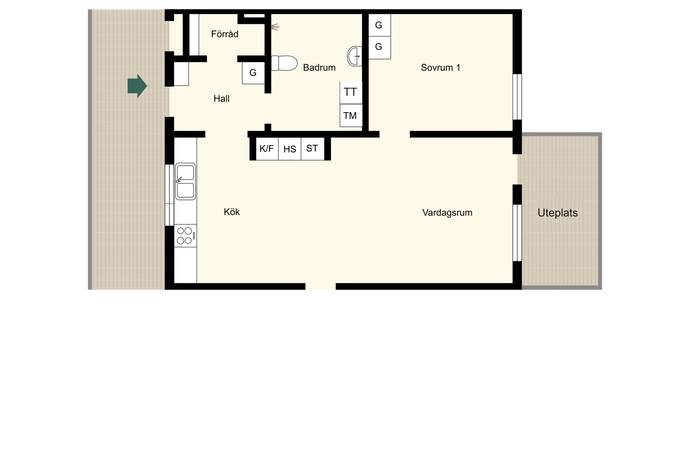 Förråd
G
G
Badrum
Sovrum 1
G
Hall
TT
TM
K/F
HS
ST
Kök
Vardagsrum
Uteplats